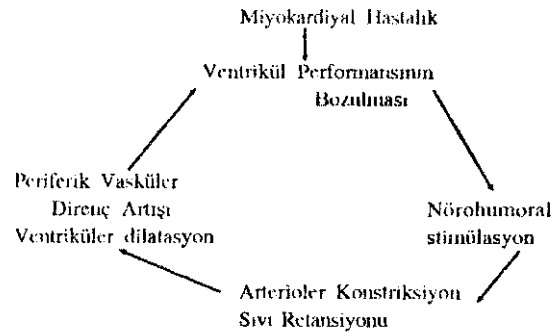 Miyokardiyal Hastalık
Ventrikül Performansının
Bozulması
Periferik Vasküler
Direnç Artışı
Ventriküler dilatasyon
Nörohumoral
stimülasyon
Arterioler Konstriksiyon
Sıvı Retansiyonu